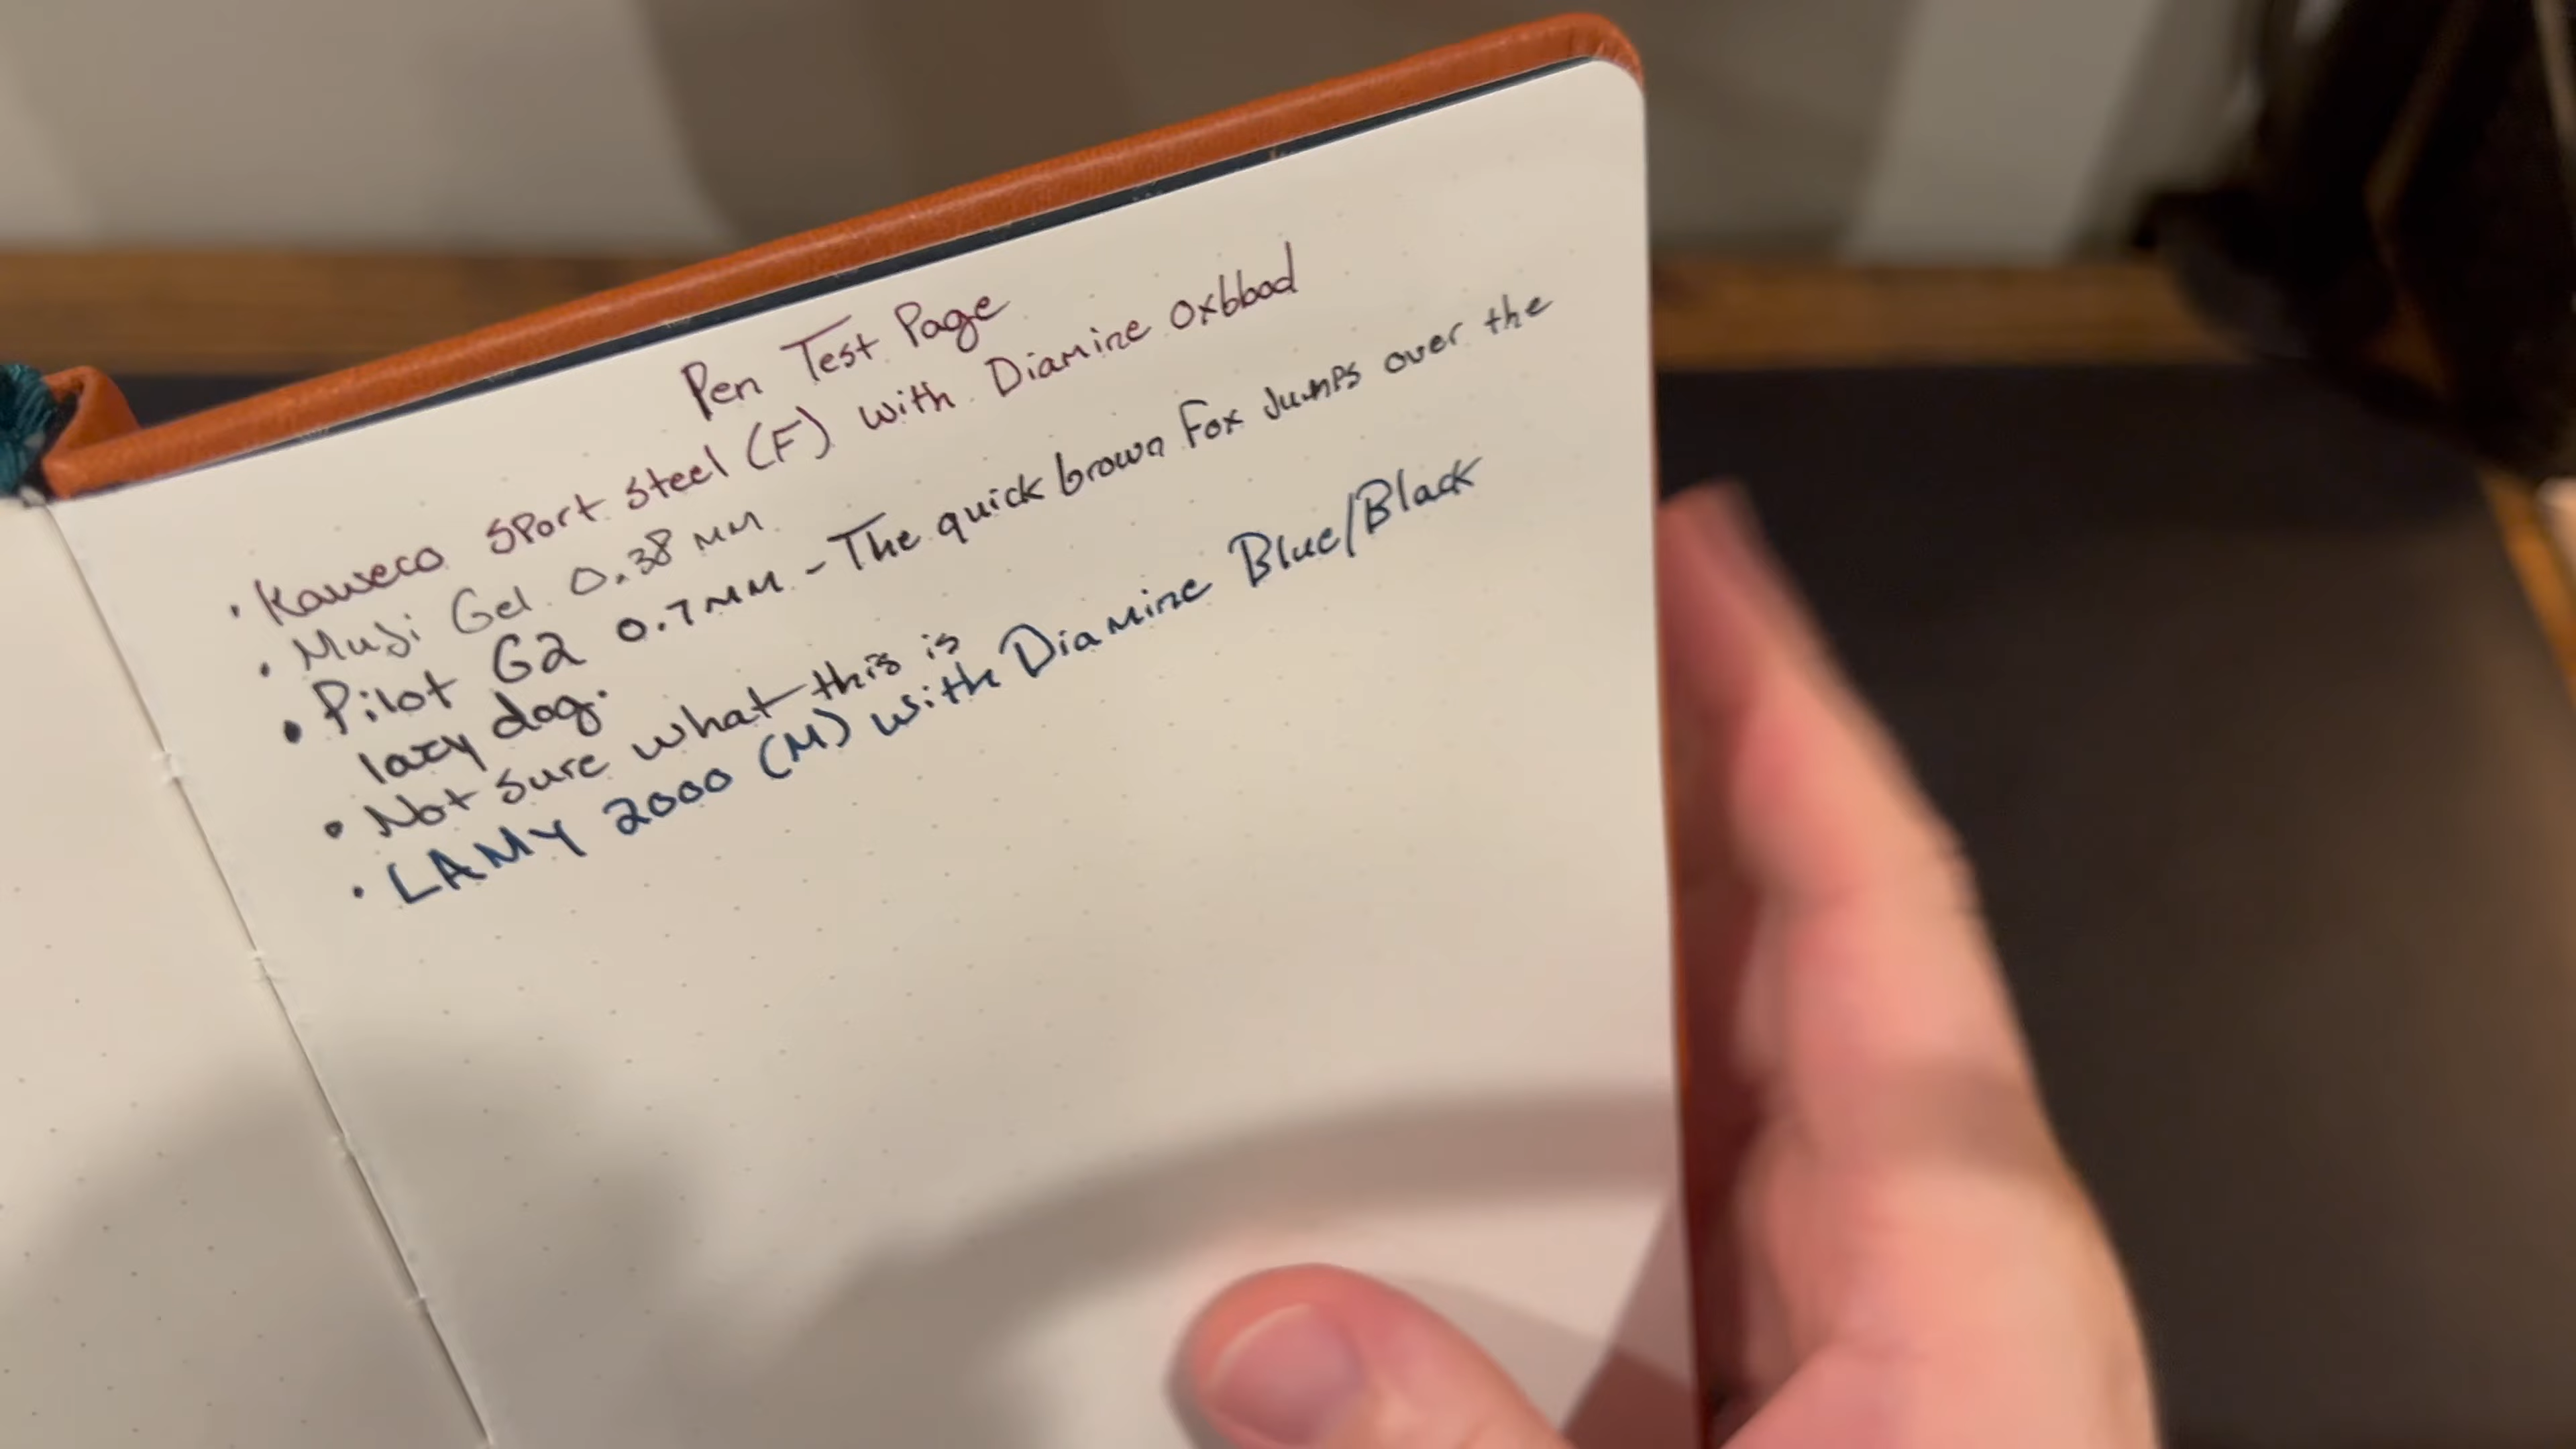 Pen Test Page
• Kaweco Sport Steel (F) with Diamine Oxblood
• Muji Gel 0.38 mm
• Pilot G2 0.7mm - The quick brown Fox Jumps over the
lazy dog.
• Not sure what this is
• LAMY 2000 (M) with Diamine Blue/Black